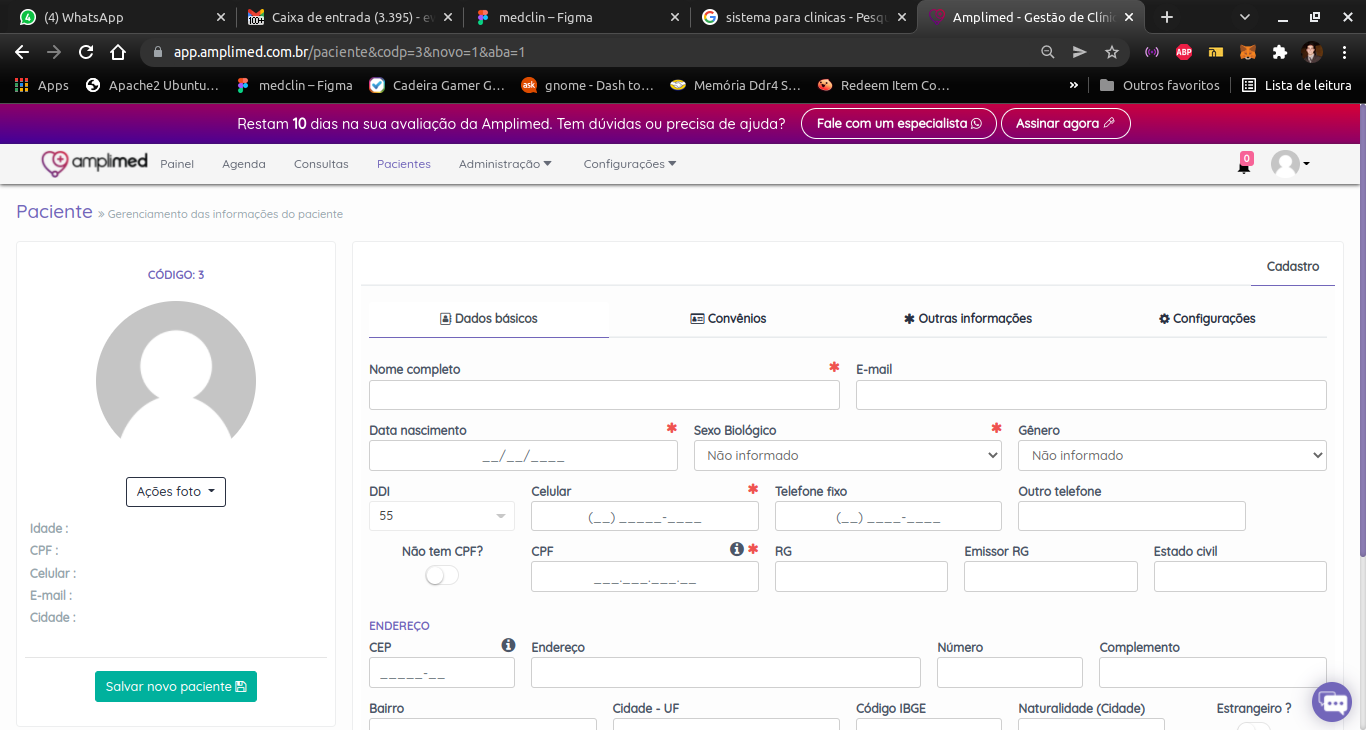 (4) WhatsApp
Caixa de entrada (3.395) - ev
medclin – Figma
sistema para clinicas - Pesqu
Amplimed - Gestão de Clínic
app.amplimed.com.br/paciente&codp=3&novo=1&aba=1
Apps
Apache2 Ubuntu...
medclin – Figma
Cadeira Gamer G...
gnome - Dash to...
Memória Ddr4 S...
Redeem Item Co...
»
Outros favoritos
Lista de leitura
Restam 10 dias na sua avaliação da Amplimed. Tem dúvidas ou precisa de ajuda?
Fale com um especialista
Assinar agora
amplimed
Painel
Agenda
Consultas
Pacientes
Administração
Configurações
0
Paciente » Gerenciamento das informações do paciente
CÓDIGO: 3
Ações foto
Idade :
CPF :
Celular :
E-mail :
Cidade :
Salvar novo paciente
Cadastro
Dados básicos
Convênios
Outras informações
Configurações
Nome completo
E-mail
Data nascimento
Sexo Biológico
Gênero
__/__/____
Não informado
Não informado
DDI
Celular
Telefone fixo
Outro telefone
55
(__) _____-____
(__) ____-____
Não tem CPF?
CPF
RG
Emissor RG
Estado civil
___.___.___.__
ENDEREÇO
CEP
Endereço
Número
Complemento
_____-__
Bairro
Cidade - UF
Código IBGE
Naturalidade (Cidade)
Estrangeiro ?